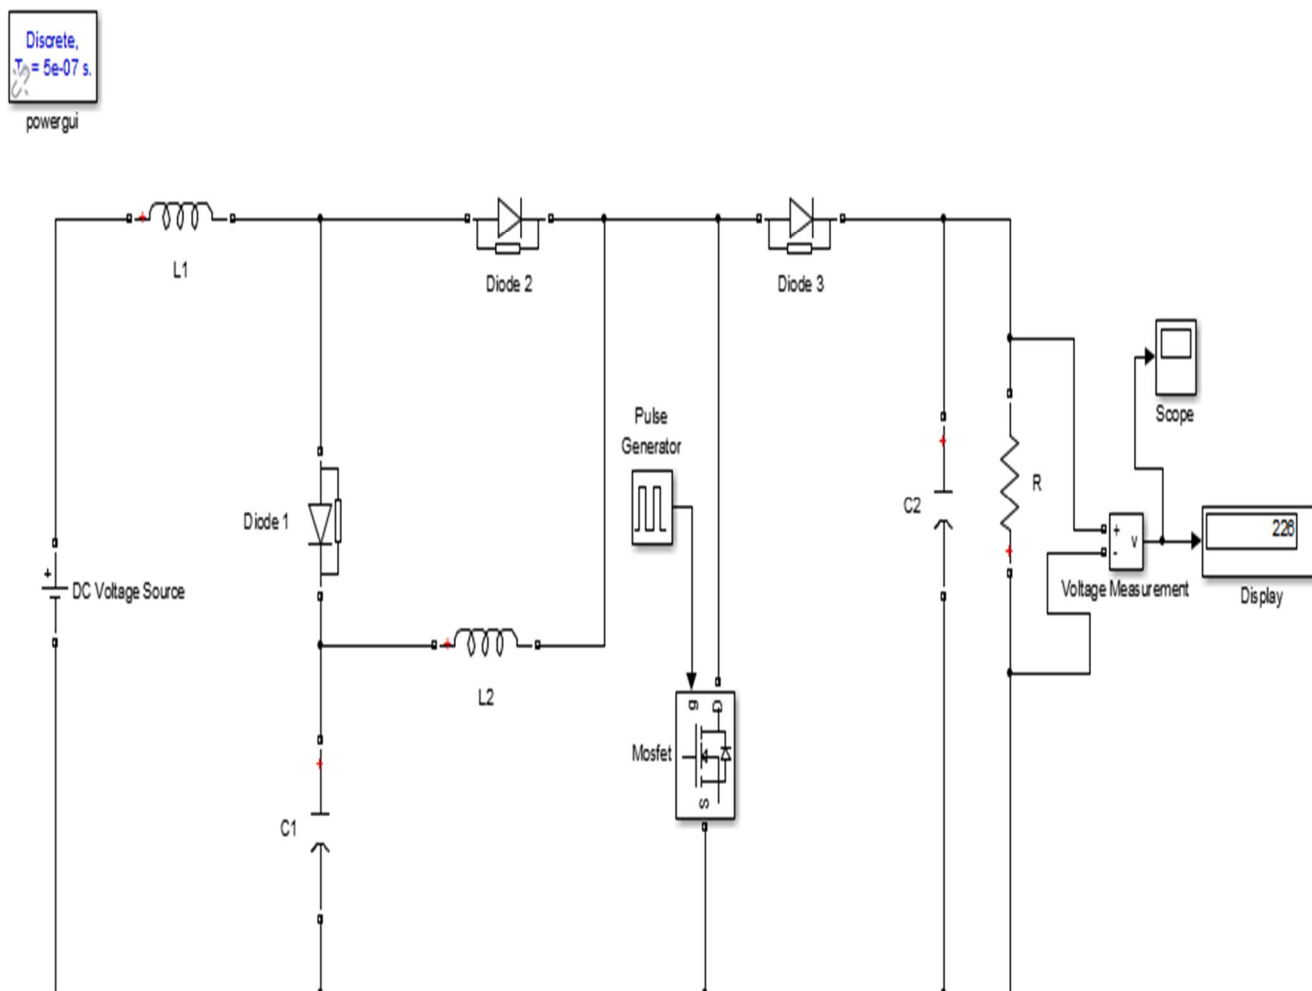 Discrete,
= 5e-07 s.
powergui
L1
Diode 2
Diode 3
Scope
Pulse
Generator
C2
R
Diode 1
+
-
v
228
Voltage Measurement
Display
+
DC Voltage Source
L2
g
D
Mosfet
S
C1